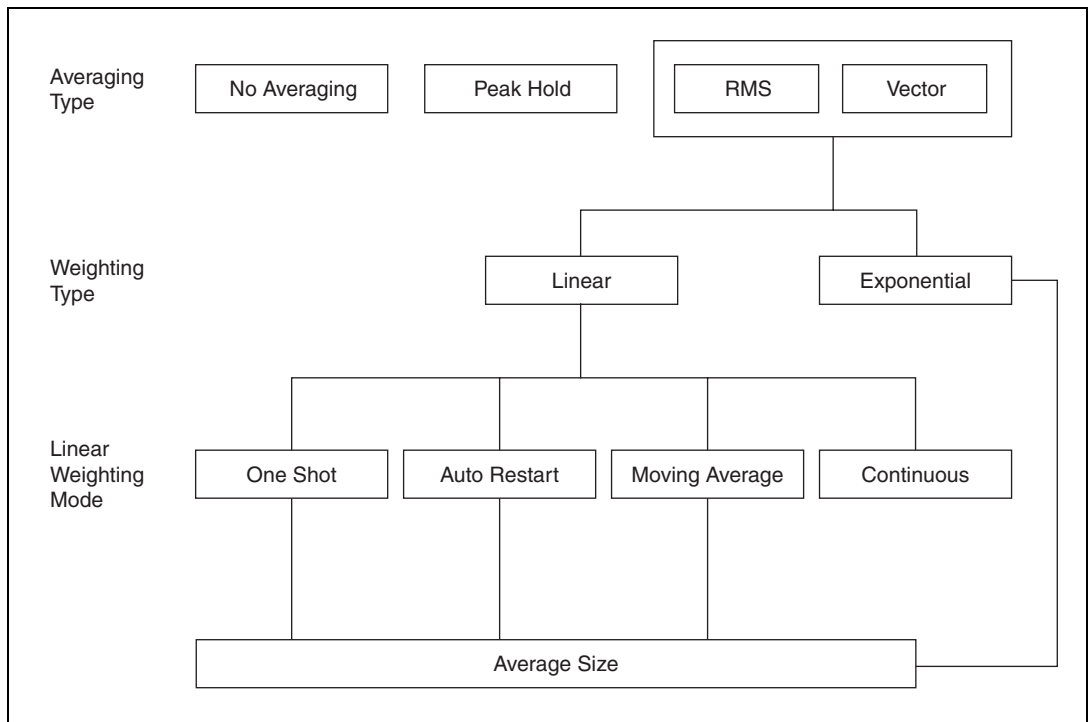 Averaging
Type
No Averaging
Peak Hold
RMS
Vector
Weighting
Type
Linear
Exponential
Linear
Weighting
Mode
One Shot
Auto Restart
Moving Average
Continuous
Average Size